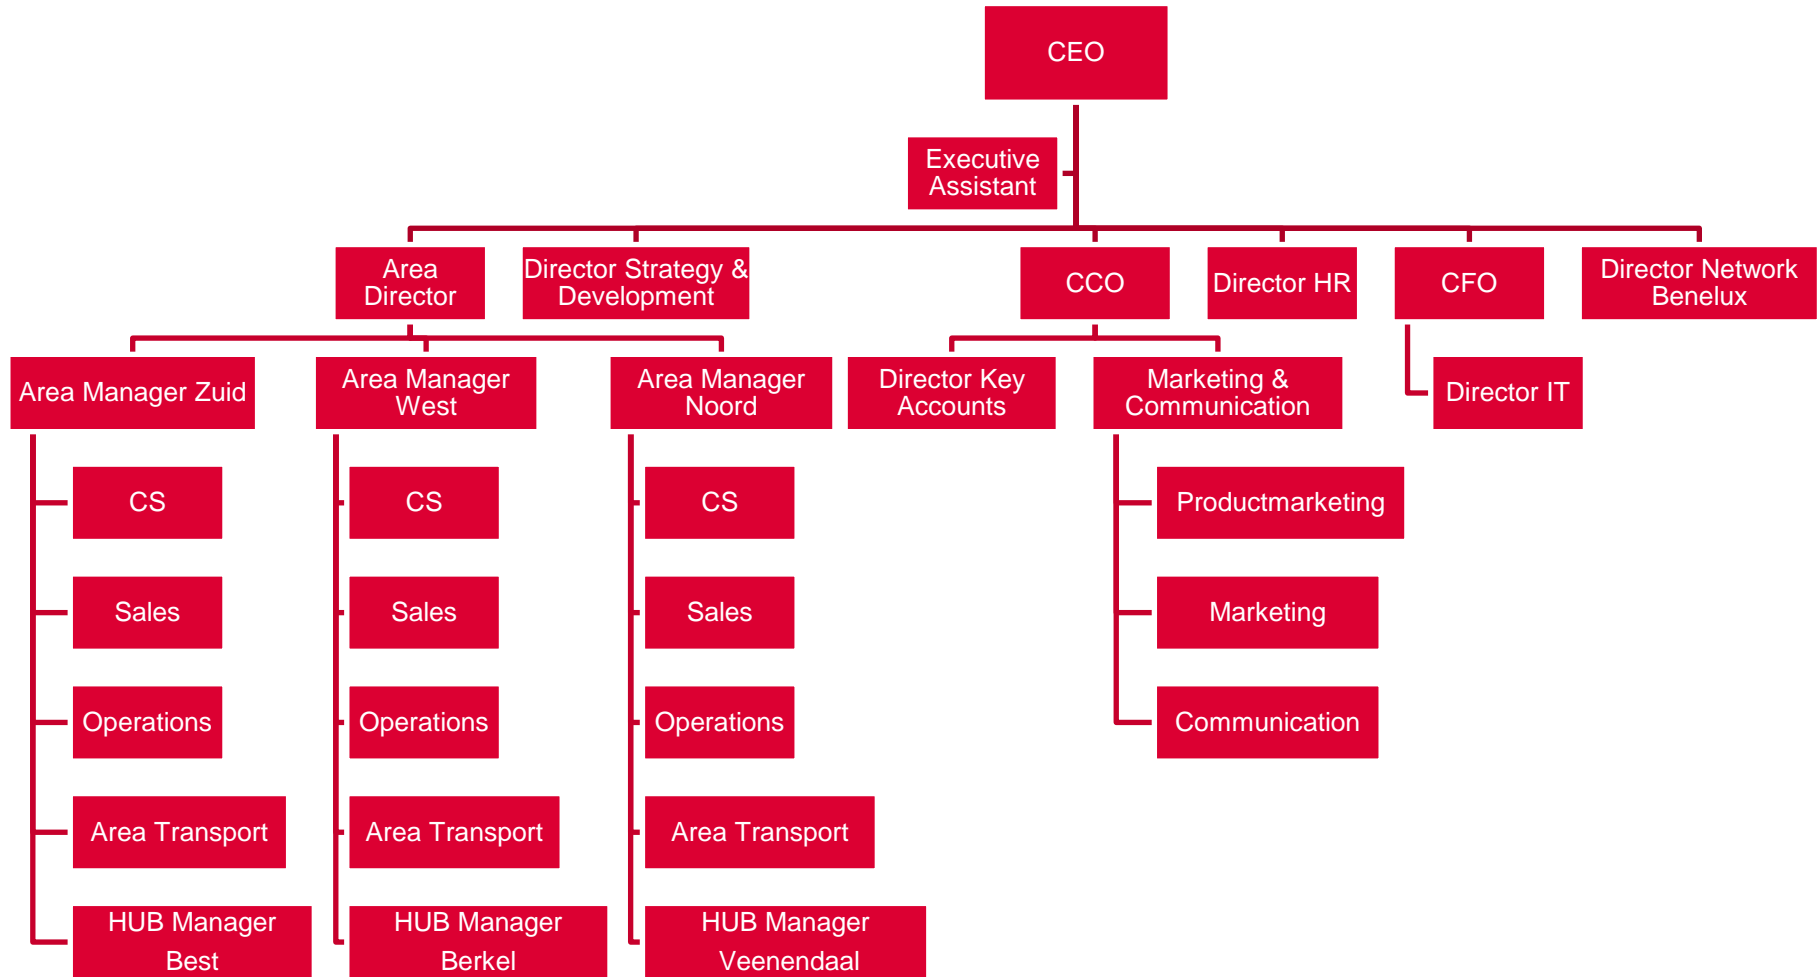 CEO
Executive
Assistant
Area
Director
Director Strategy &
Development
CCO
Director HR
CFO
Director Network
Benelux
Area Manager Zuid
Area Manager
West
Area Manager
Noord
Director Key
Accounts
Marketing &
Communication
Director IT
CS
CS
CS
Productmarketing
Sales
Sales
Sales
Marketing
Operations
Operations
Operations
Communication
Area Transport
Area Transport
Area Transport
HUB Manager
Best
HUB Manager
Berkel
HUB Manager
Veenendaal